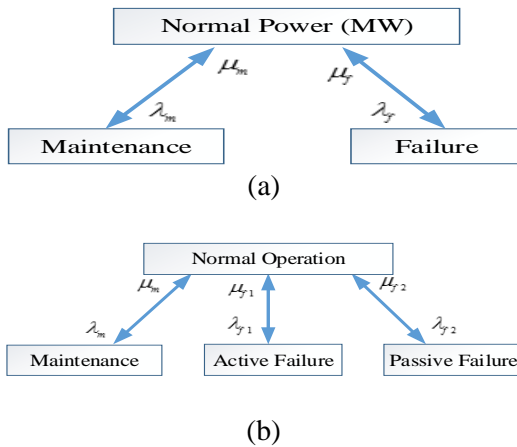 Normal Power (MW)
μm μf
λm λf
Maintenance Failure
(a)
Normal Operation
μm μf1 μf2
λm λf1 λf2
Maintenance Active Failure Passive Failure
(b)